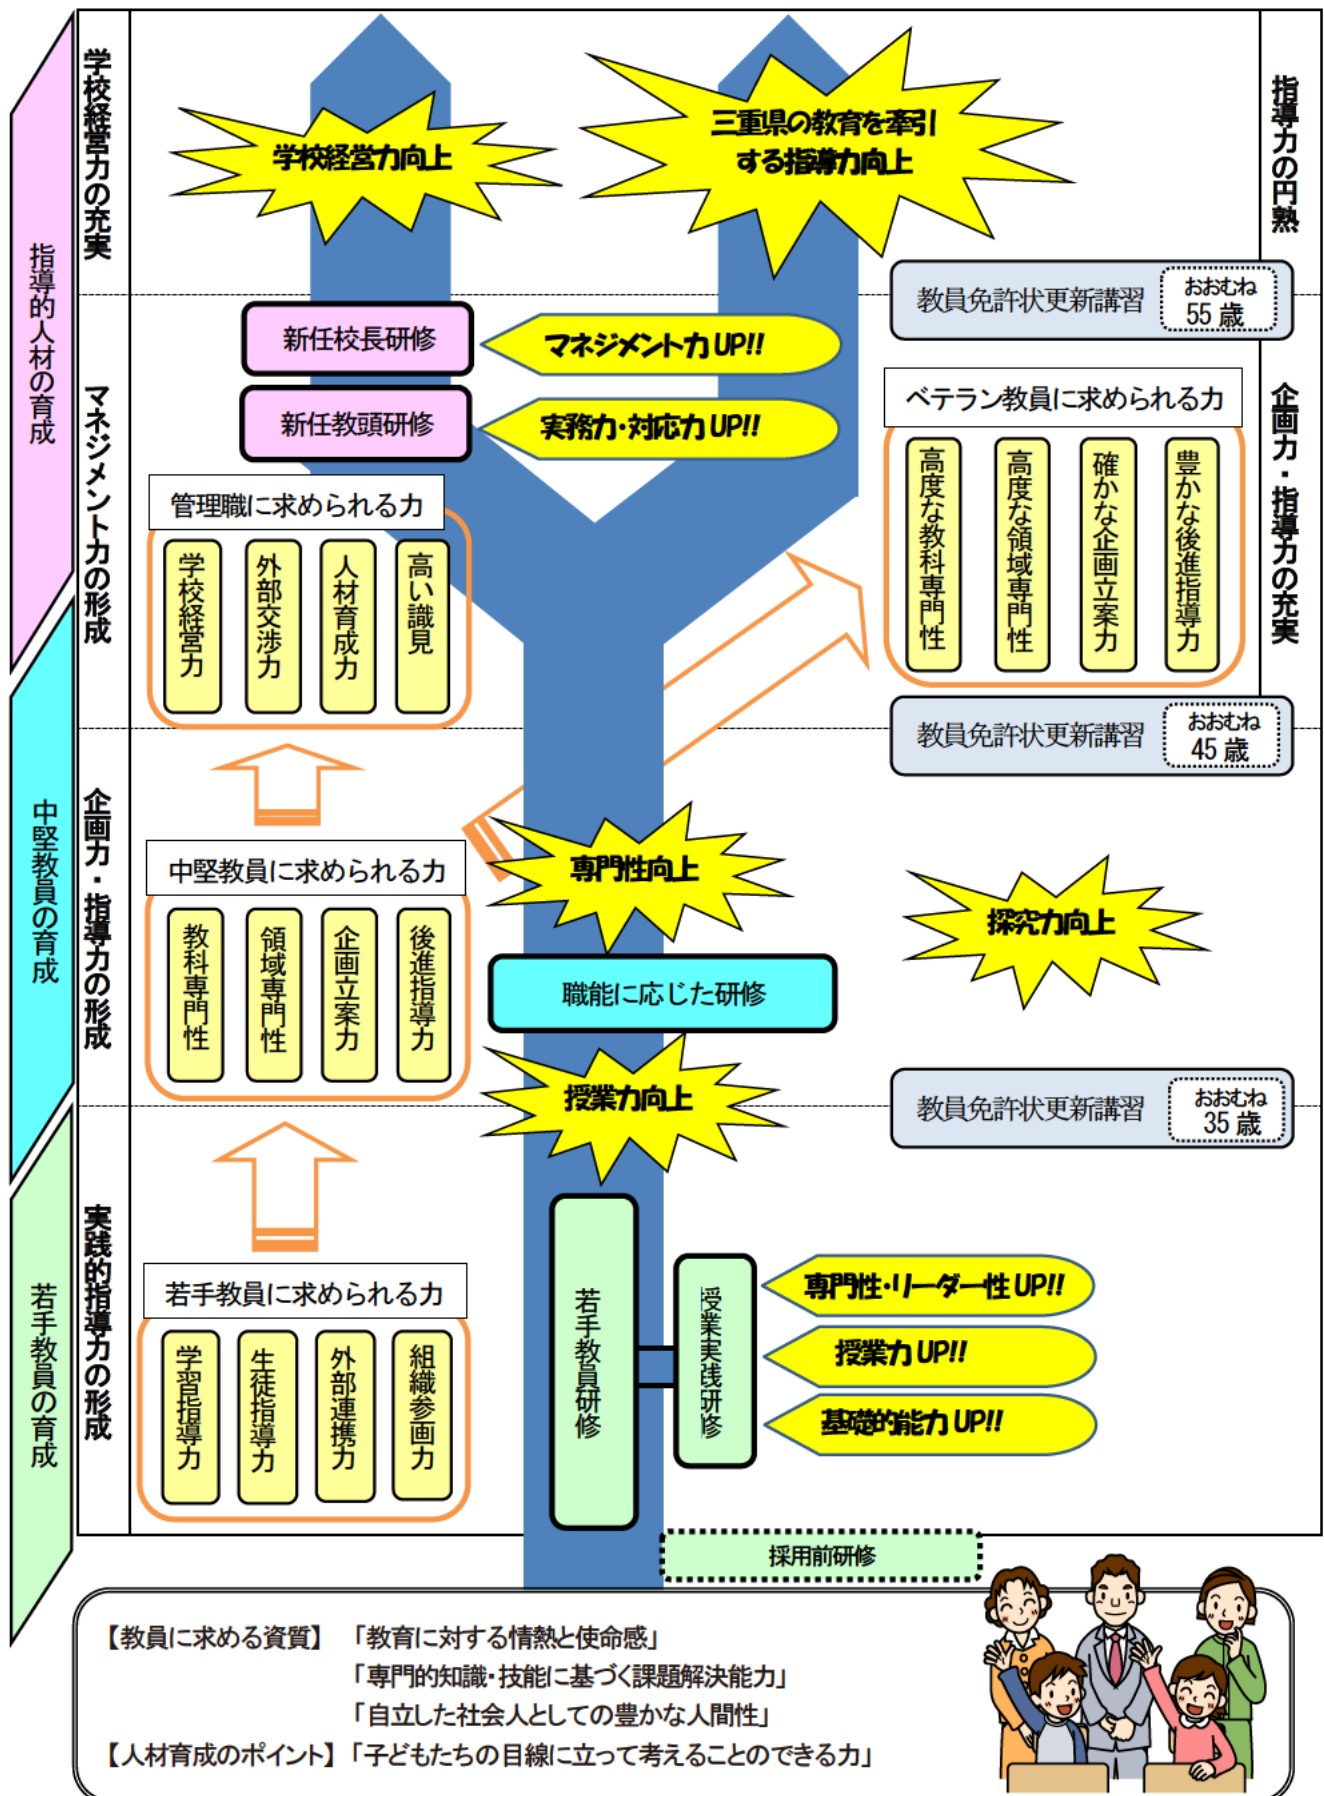 学校経営力の充実
指導力の円熟
学校経営力向上
三重県の教育を牽引
する指導力向上
指導的人材の育成
教員免許状更新講習
おおむね
55 歳
新任校長研修
マネジメント力 UP!!
マネジメント力の形成
企画力・指導力の充実
新任教頭研修
実務力・対応力 UP!!
ベテラン教員に求められる力
高度な教科専門性
高度な領域専門性
確かな企画立案力
豊かな後進指導力
管理職に求められる力
学校経営力
外部交渉力
人材育成力
高い識見
教員免許状更新講習
おおむね
45 歳
中堅教員の育成
企画力・指導力の形成
中堅教員に求められる力
教科専門性
領域専門性
企画立案力
後進指導力
専門性向上
探究力向上
職能に応じた研修
授業力向上
教員免許状更新講習
おおむね
35 歳
若手教員の育成
実践的指導力の形成
若手教員に求められる力
学習指導力
生徒指導力
外部連携力
組織参画力
若手教員研修
授業実践研修
専門性・リーダー性 UP!!
授業力 UP!!
基礎的能力 UP!!
採用前研修
【教員に求める資質】 「教育に対する情熱と使命感」
「専門的知識・技能に基づく課題解決能力」
「自立した社会人としての豊かな人間性」
【人材育成のポイント】「子どもたちの目線に立って考えることのできる力」